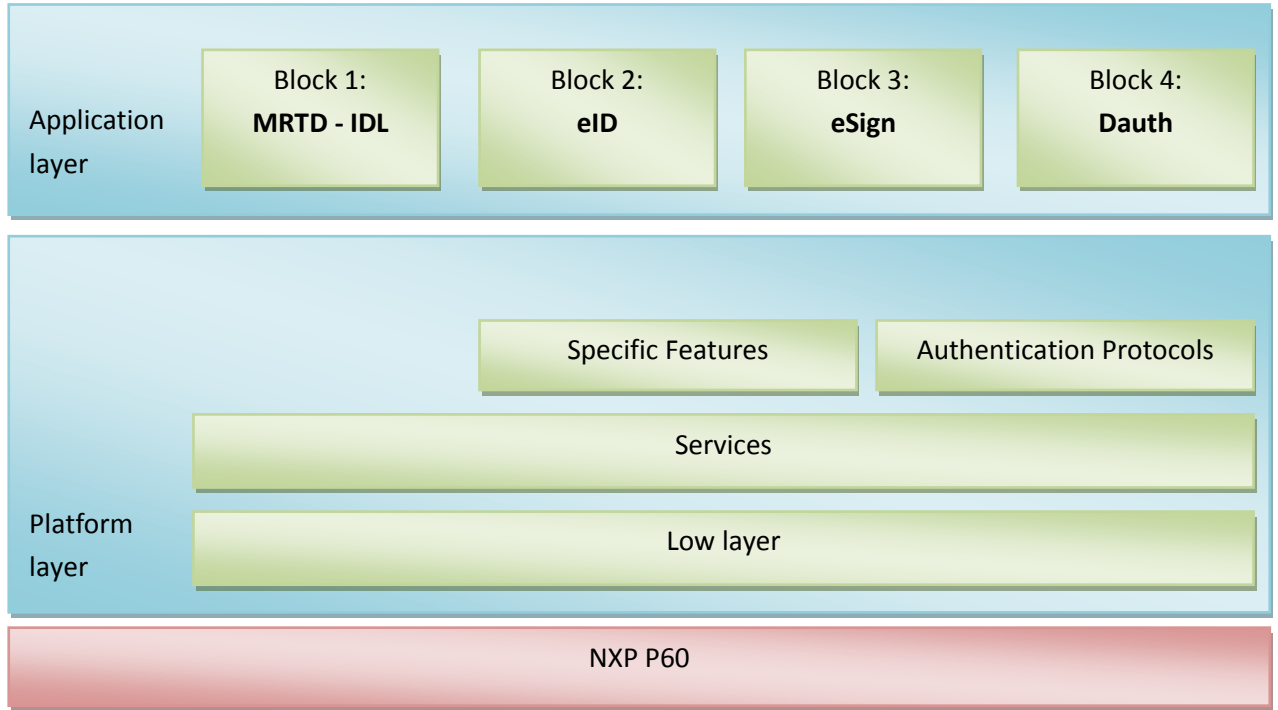 Application
layer
Block 1:
MRTD - IDL
Block 2:
eID
Block 3:
eSign
Block 4:
Dauth
Specific Features
Authentication Protocols
Services
Platform
layer
Low layer
NXP P60